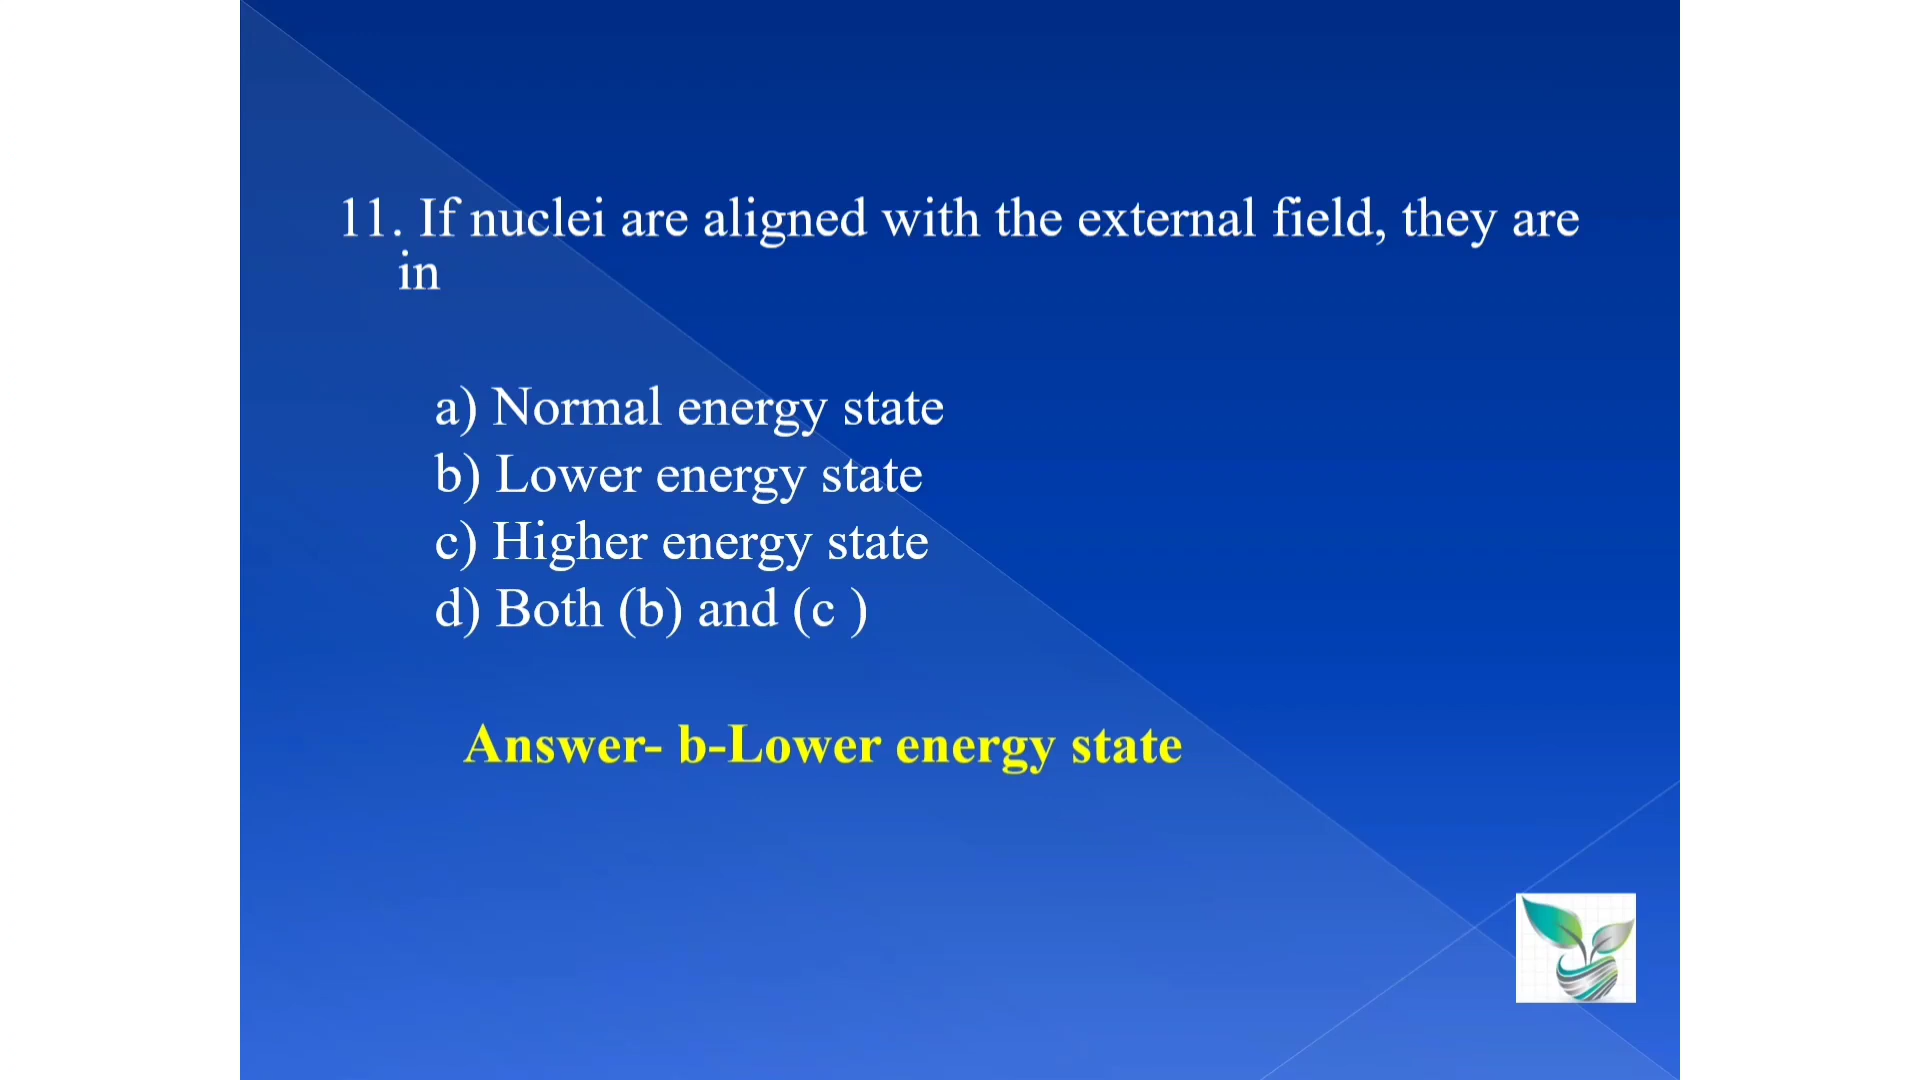 11. If nuclei are aligned with the external field, they are
in
a) Normal energy state
b) Lower energy state
c) Higher energy state
d) Both (b) and (c )
Answer- b-Lower energy state